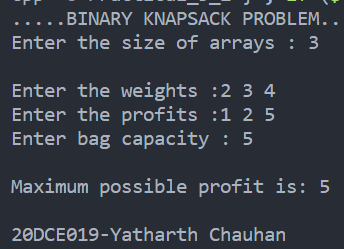 .....BINARY KNAPSACK PROBLEM..
Enter the size of arrays : 3
Enter the weights :2 3 4
Enter the profits :1 2 5
Enter bag capacity : 5
Maximum possible profit is: 5
20DCE019-Yatharth Chauhan